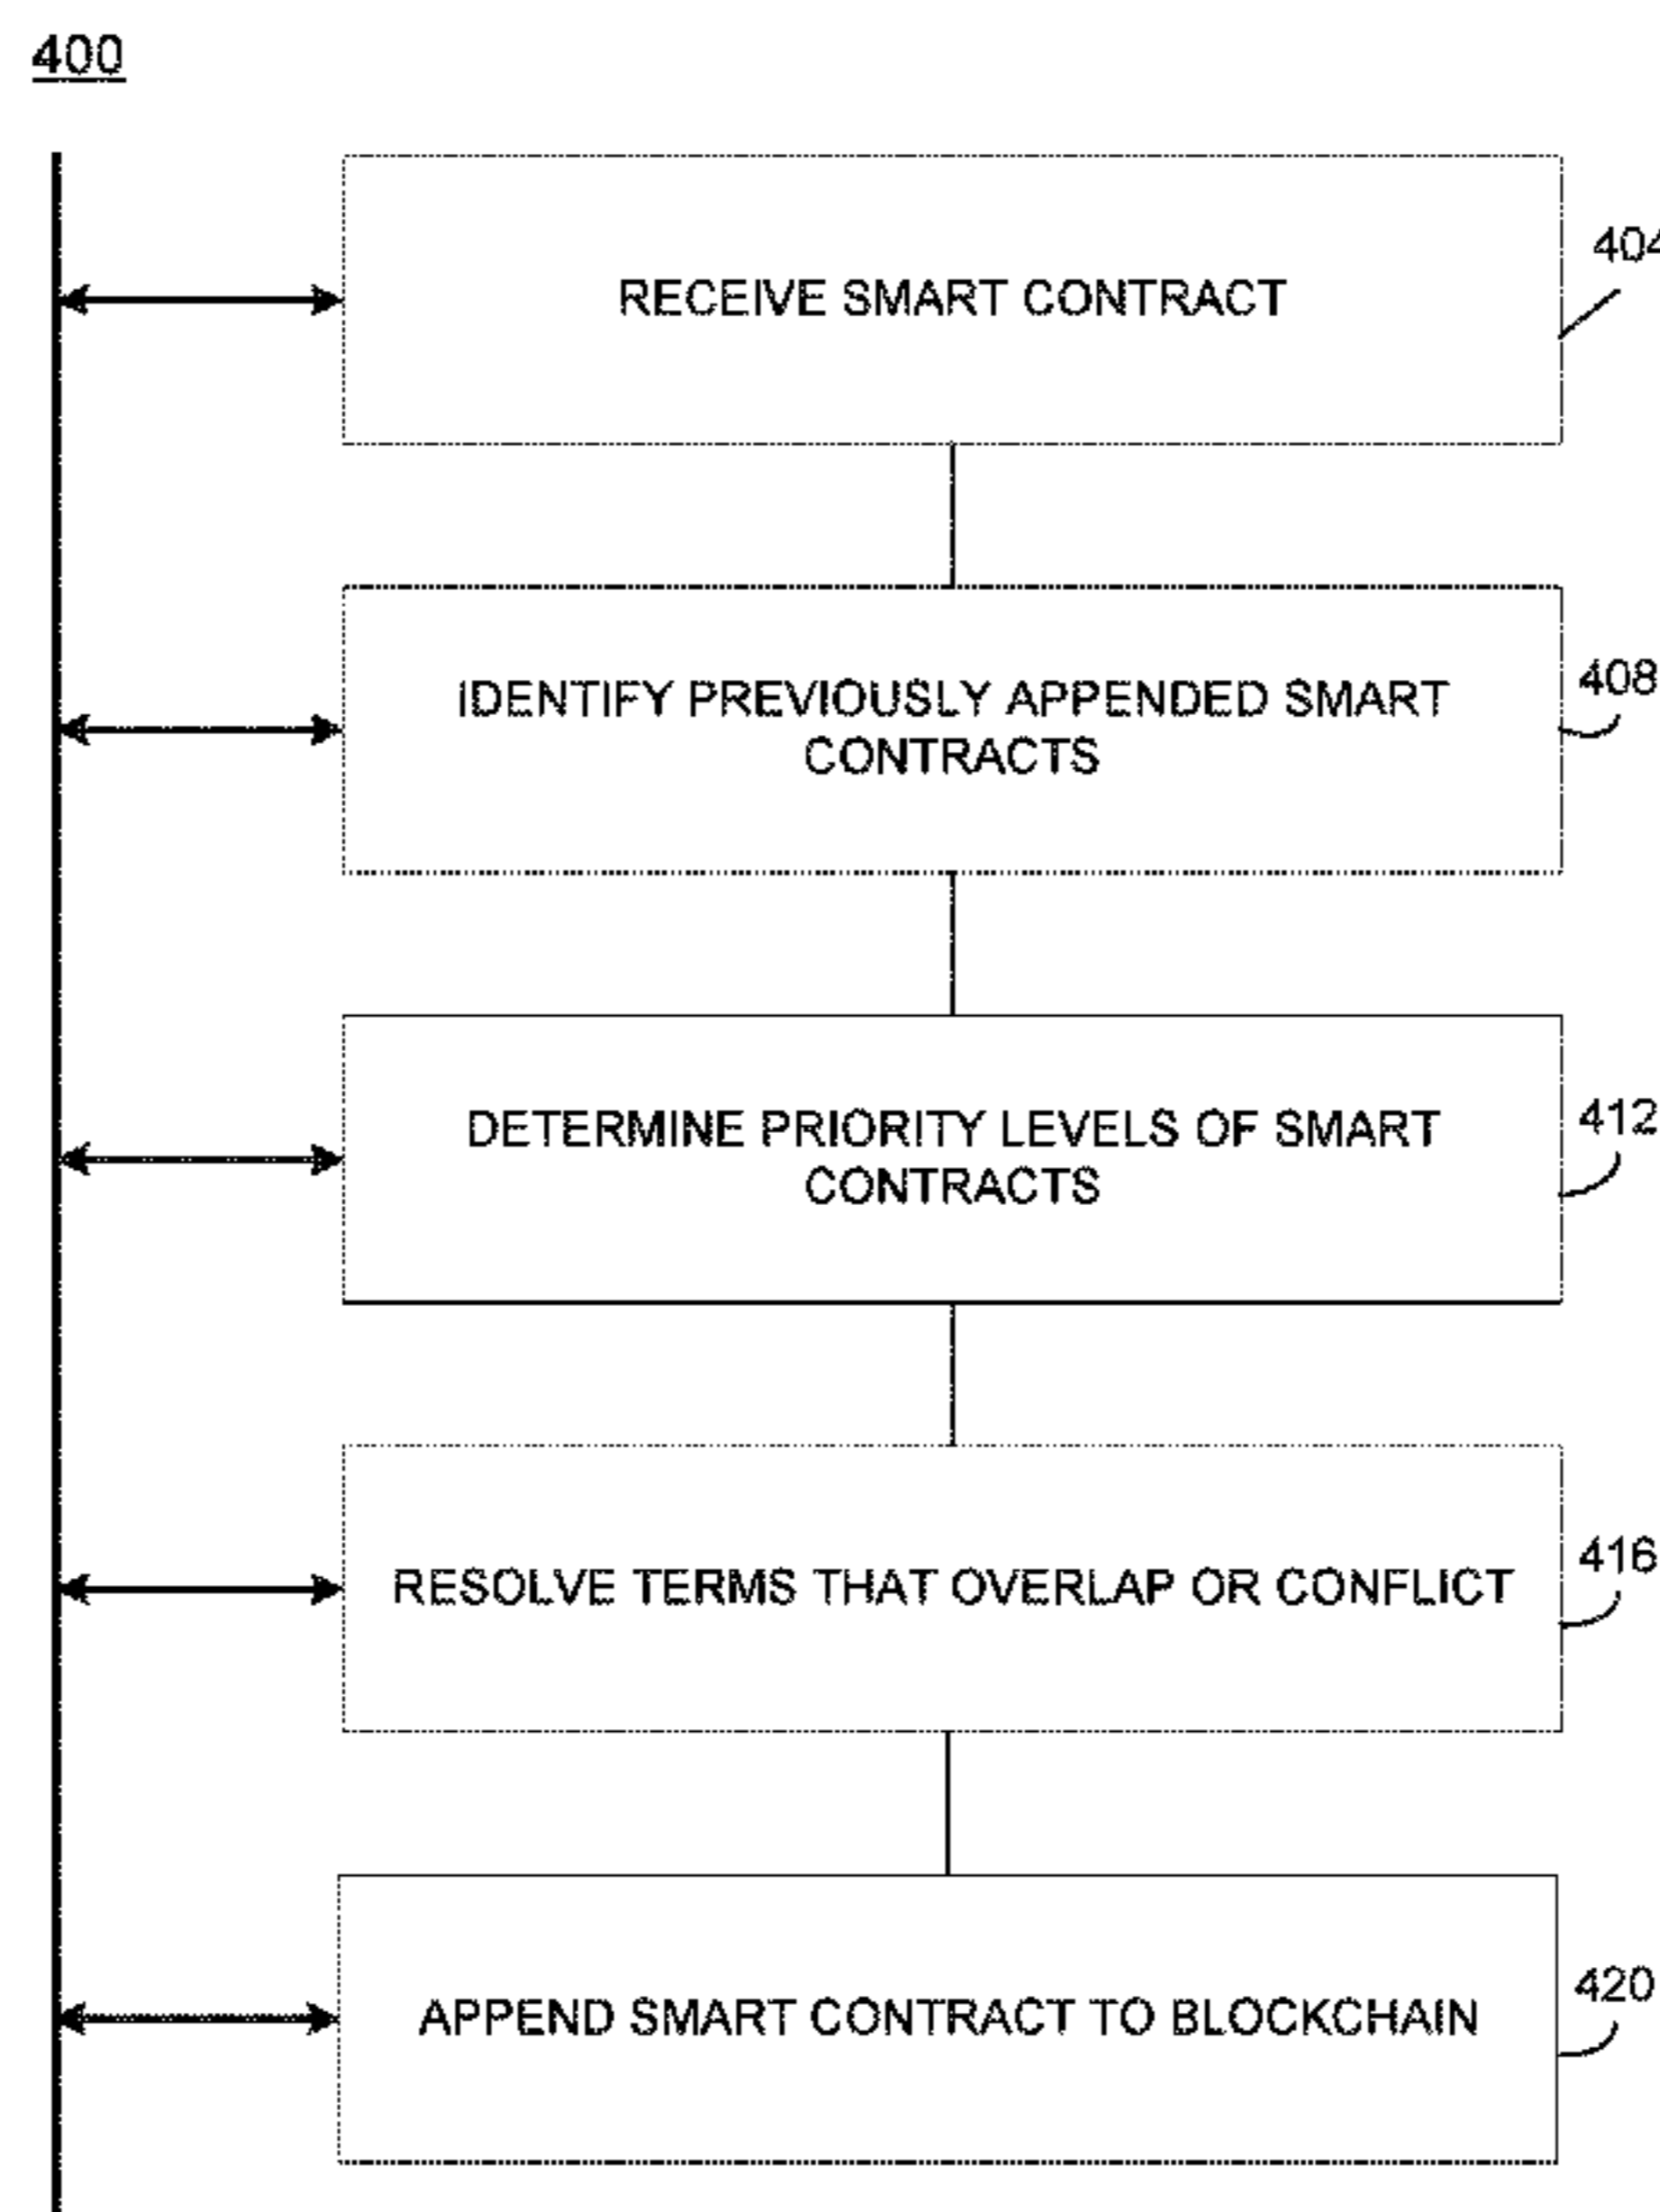 400
RECEIVE SMART CONTRACT
404
IDENTIFY PREVIOUSLY APPENDED SMART
CONTRACTS
408
DETERMINE PRIORITY LEVELS OF SMART
CONTRACTS
412
RESOLVE TERMS THAT OVERLAP OR CONFLICT
416
APPEND SMART CONTRACT TO BLOCKCHAIN
420